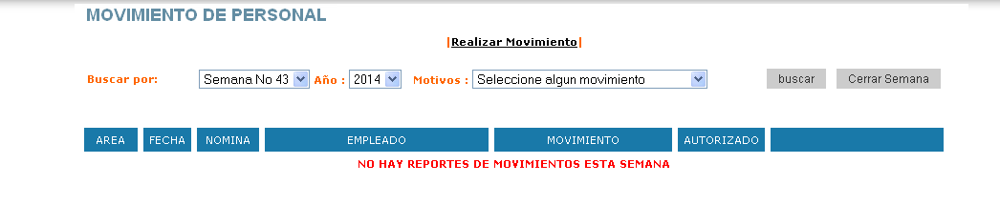 MOVIMIENTO DE PERSONAL
|Realizar Movimiento|
Buscar por: Semana No 43 Año : 2014 Motivos : Seleccione algun movimiento buscar Cerrar Semana
AREA FECHA NOMINA EMPLEADO MOVIMIENTO AUTORIZADO
NO HAY REPORTES DE MOVIMIENTOS ESTA SEMANA